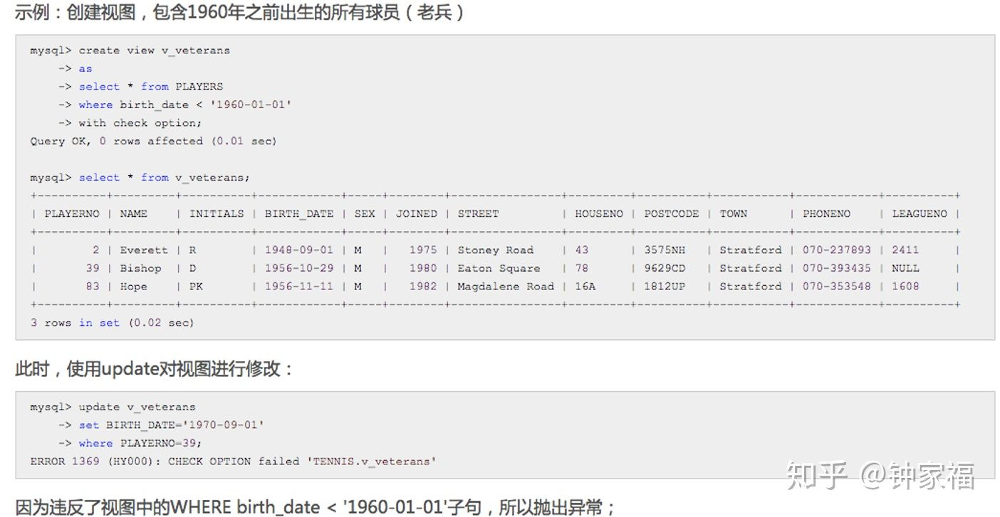 示例：创建视图，包含1960年之前出生的所有球员（老兵）
mysql> create view v_veterans
    -> as
    -> select * from PLAYERS
    -> where birth_date < '1960-01-01'
    -> with check option;
Query OK, 0 rows affected (0.01 sec)
mysql> select * from v_veterans;
+----------+---------+----------+------------+-----+--------+----------------+---------+----------+-----------+------------+----------+
| PLAYERNO | NAME    | INITIALS | BIRTH_DATE | SEX | JOINED | STREET         | HOUSENO | POSTCODE | TOWN      | PHONENO    | LEAGUENO |
+----------+---------+----------+------------+-----+--------+----------------+---------+----------+-----------+------------+----------+
|        2 | Everett | R        | 1948-09-01 | M   |   1975 | Stoney Road    | 43      | 3575NH   | Stratford | 070-237893 | 2411     |
|       39 | Bishop  | D        | 1956-10-29 | M   |   1980 | Eaton Square   | 78      | 9629CD   | Stratford | 070-393435 | NULL     |
|       83 | Hope    | PK       | 1956-11-11 | M   |   1982 | Magdalene Road | 16A     | 1812UP   | Stratford | 070-353548 | 1608     |
+----------+---------+----------+------------+-----+--------+----------------+---------+----------+-----------+------------+----------+
3 rows in set (0.02 sec)
此时，使用update对视图进行修改：
mysql> update v_veterans
    -> set BIRTH_DATE='1970-09-01'
    -> where PLAYERNO=39;
ERROR 1369 (HY000): CHECK OPTION failed 'TENNIS.v_veterans'
知乎 @钟家福
因为违反了视图中的WHERE birth_date < '1960-01-01'子句，所以抛出异常；